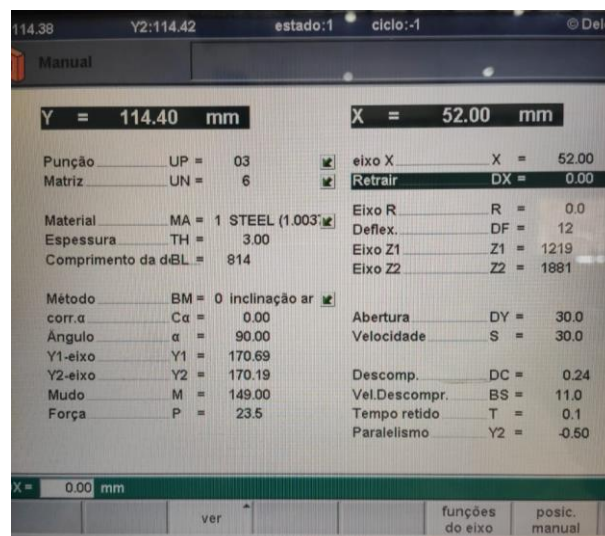 114.38 Y2:114.42 estado:1 ciclo:-1 © Del
Manual
Y = 114.40 mm X = 52.00 mm
Punção UP = 03
Matriz UN = 6
Material MA = 1 STEEL (1.003
Espessura TH = 3.00
Comprimento da d BL = 814
Método BM = 0 inclinação ar
corr.α Cα = 0.00
Ângulo α = 90.00
Y1-eixo Y1 = 170.69
Y2-eixo Y2 = 170.19
Mudo M = 149.00
Força P = 23.5
eixo X X = 52.00
Retrair DX = 0.00
Eixo R R = 0.0
Deflex. DF = 12
Eixo Z1 Z1 = 1219
Eixo Z2 Z2 = 1881
Abertura DY = 30.0
Velocidade S = 30.0
Descomp. DC = 0.24
Vel.Descompr. BS = 11.0
Tempo retido T = 0.1
Paralelismo Y2 = -0.50
X = 0.00 mm
ver
funções do eixo
posic. manual